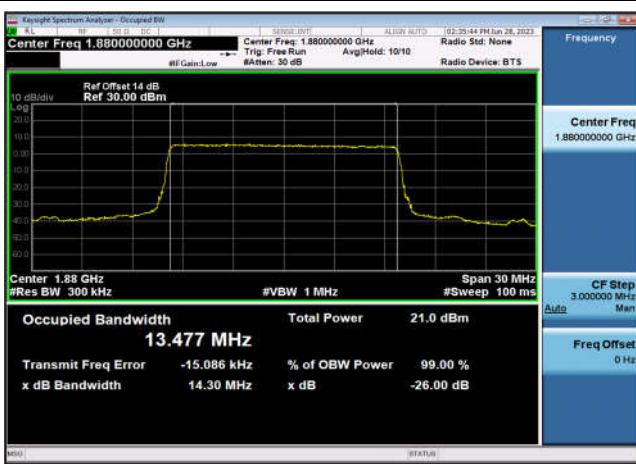 Keysight Spectrum Analyzer - Occupied BW
RL RF 50 Ω DC SENSE:INT ALIGN AUTO 02:35:44 PM Jun 28, 2023
Center Freq 1.880000000 GHz Center Freq: 1.880000000 GHz Radio Std: None Frequency
Trig: Free Run Avg|Hold: 10/10
#IFGain:Low #Atten: 30 dB Radio Device: BTS
Ref Offset 14 dB
10 dB/div Ref 30.00 dBm
Log
20.0
10.0
0.00
-10.0
-20.0
-30.0
-40.0
-50.0
-60.0
Center Freq
1.880000000 GHz
Center 1.88 GHz Span 30 MHz
#Res BW 300 kHz #VBW 1 MHz #Sweep 100 ms
CF Step
3.000000 MHz
Auto Man
Occupied Bandwidth Total Power 21.0 dBm
13.477 MHz
Freq Offset
0 Hz
Transmit Freq Error -15.086 kHz % of OBW Power 99.00 %
x dB Bandwidth 14.30 MHz x dB -26.00 dB
MSG STATUS